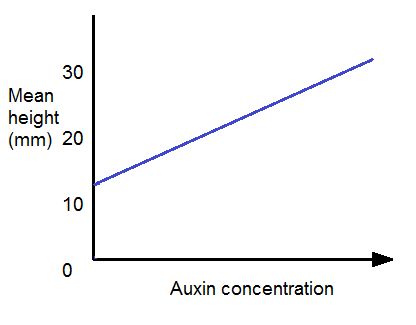 30
Mean
height
(mm)
20
10
0
Auxin concentration